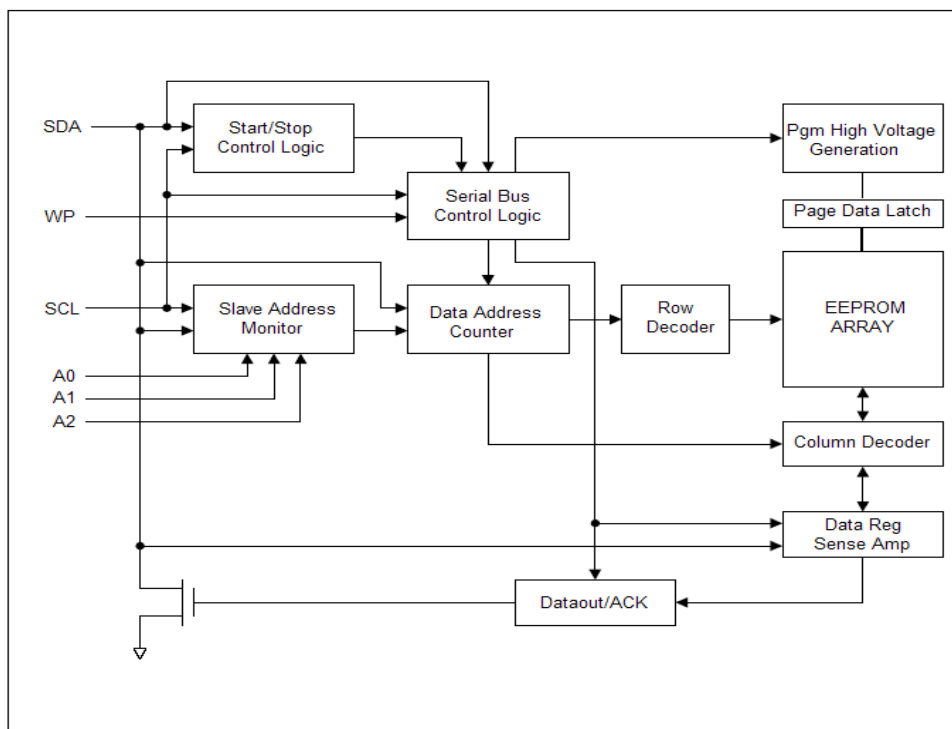 SDA
Start/Stop
Control Logic
Pgm High Voltage
Generation
WP
Serial Bus
Control Logic
Page Data Latch
SCL
Slave Address
Monitor
Data Address
Counter
Row
Decoder
EEPROM
ARRAY
A0
A1
A2
Column Decoder
Data Reg
Sense Amp
Dataout/ACK